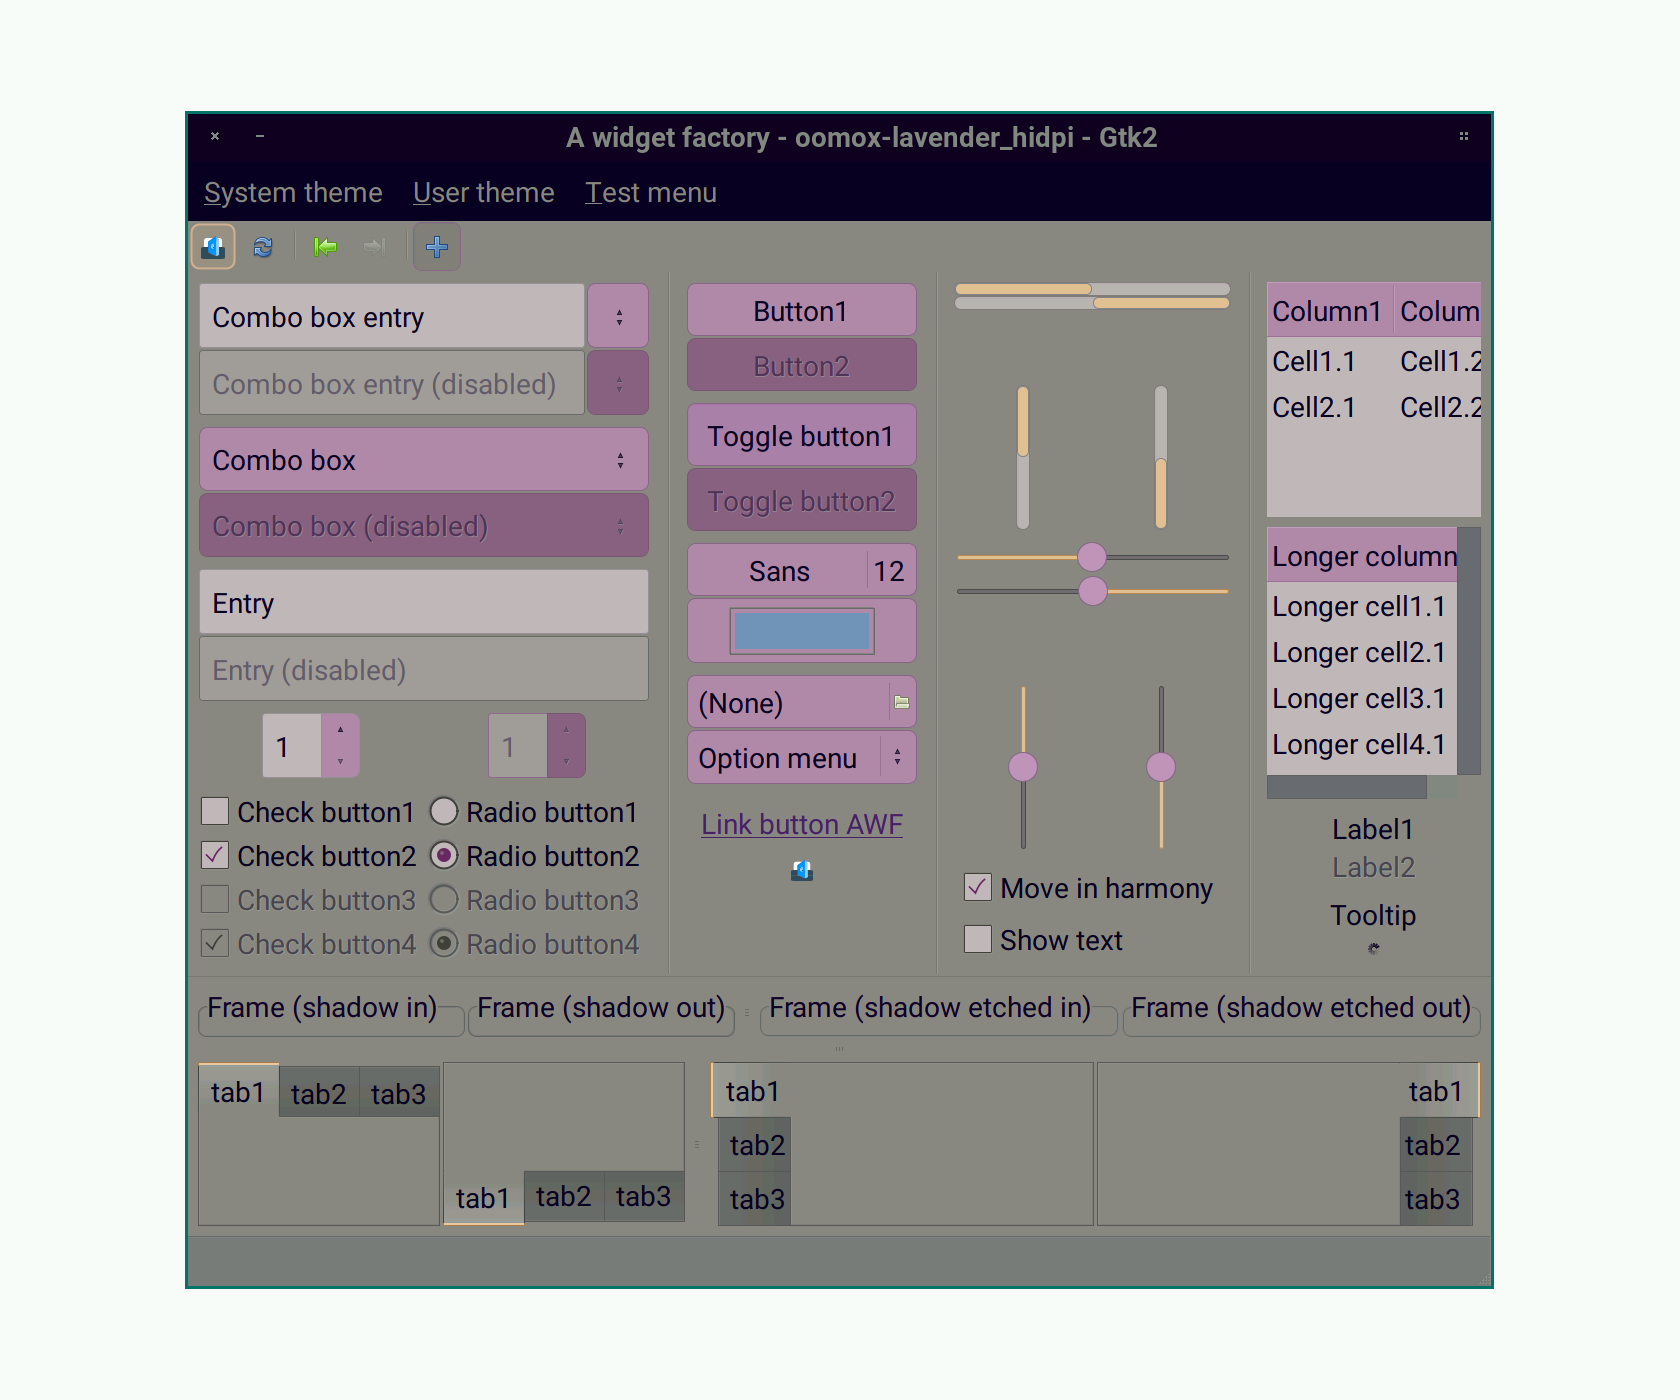 A widget factory - oomox-lavender_hidpi - Gtk2
System theme User theme Test menu
Combo box entry
Combo box entry (disabled)
Combo box
Combo box (disabled)
Entry
Entry (disabled)
1 1
Check button1 Radio button1
Check button2 Radio button2
Check button3 Radio button3
Check button4 Radio button4
Button1
Button2
Toggle button1
Toggle button2
Sans 12
(None)
Option menu
Link button AWF
Move in harmony
Show text
Column1 Colum
Cell1.1 Cell1.2
Cell2.1 Cell2.2
Longer column
Longer cell1.1
Longer cell2.1
Longer cell3.1
Longer cell4.1
Label1
Label2
Tooltip
Frame (shadow in) Frame (shadow out) Frame (shadow etched in) Frame (shadow etched out)
tab1 tab2 tab3
tab1 tab2 tab3
tab1
tab2
tab3
tab1
tab2
tab3